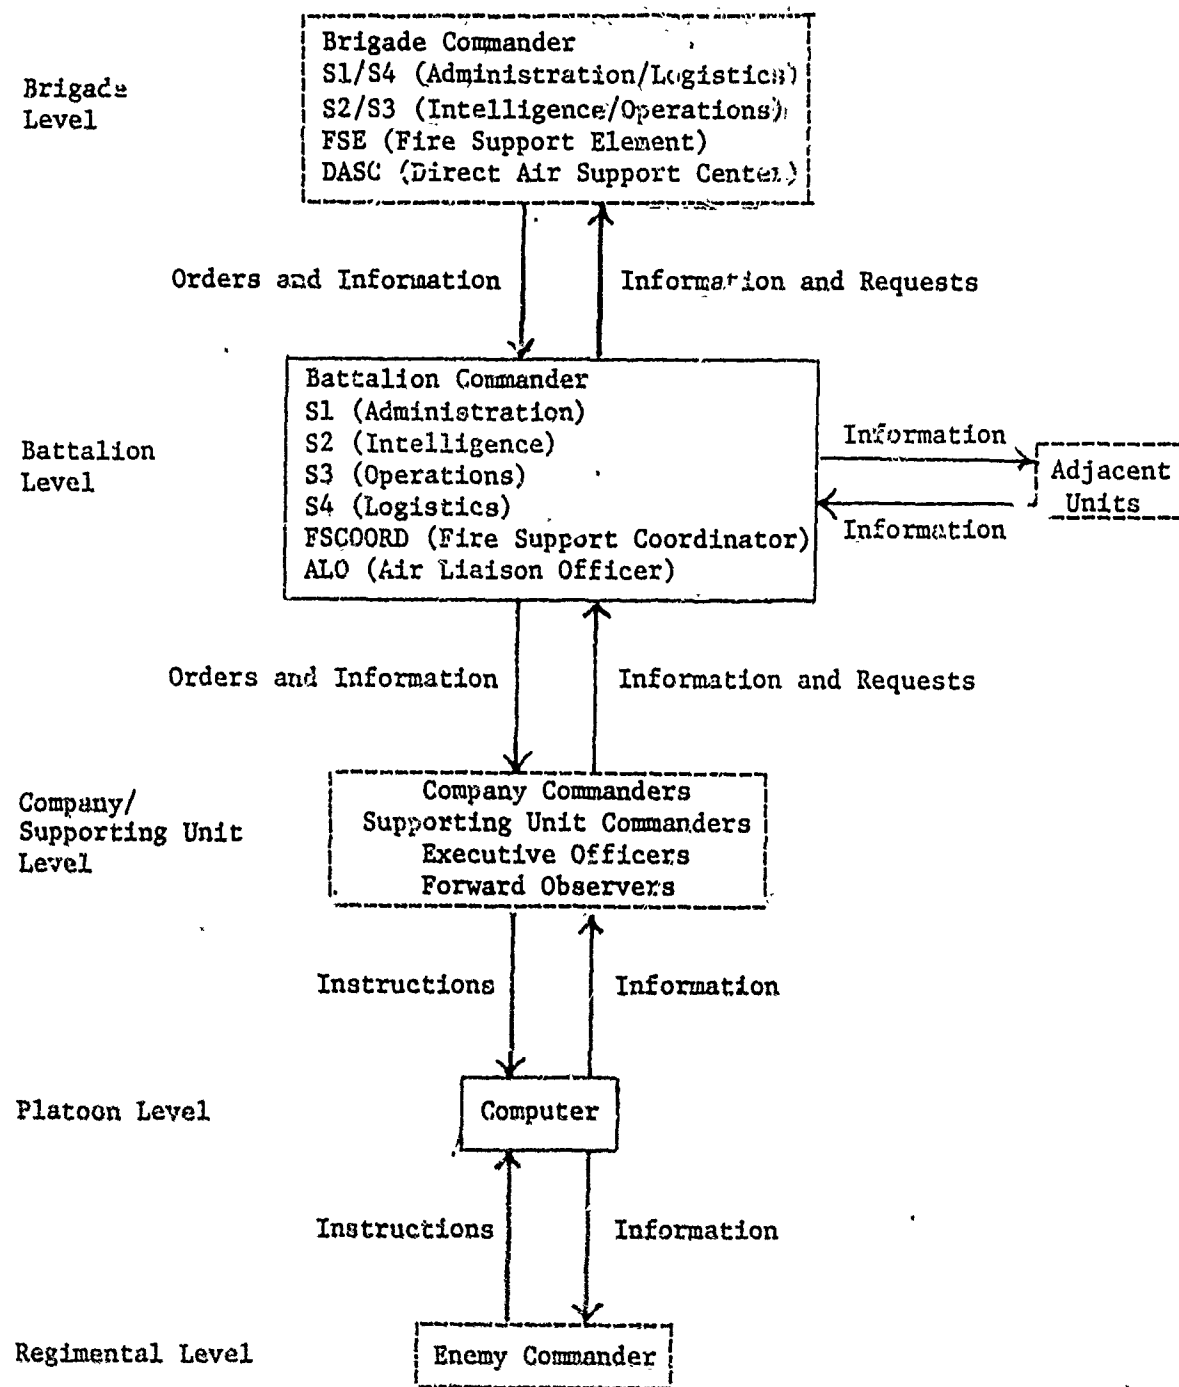 Brigade
Level
Brigade Commander
S1/S4 (Administration/Logistics)
S2/S3 (Intelligence/Operations)
FSE (Fire Support Element)
DASC (Direct Air Support Center)
Orders and Information
Information and Requests
Battalion
Level
Battalion Commander
S1 (Administration)
S2 (Intelligence)
S3 (Operations)
S4 (Logistics)
FSCOORD (Fire Support Coordinator)
ALO (Air Liaison Officer)
Information
Adjacent
Units
Information
Orders and Information
Information and Requests
Company/
Supporting Unit
Level
Company Commanders
Supporting Unit Commanders
Executive Officers
Forward Observers
Instructions
Information
Platoon Level
Computer
Instructions
Information
Regimental Level
Enemy Commander